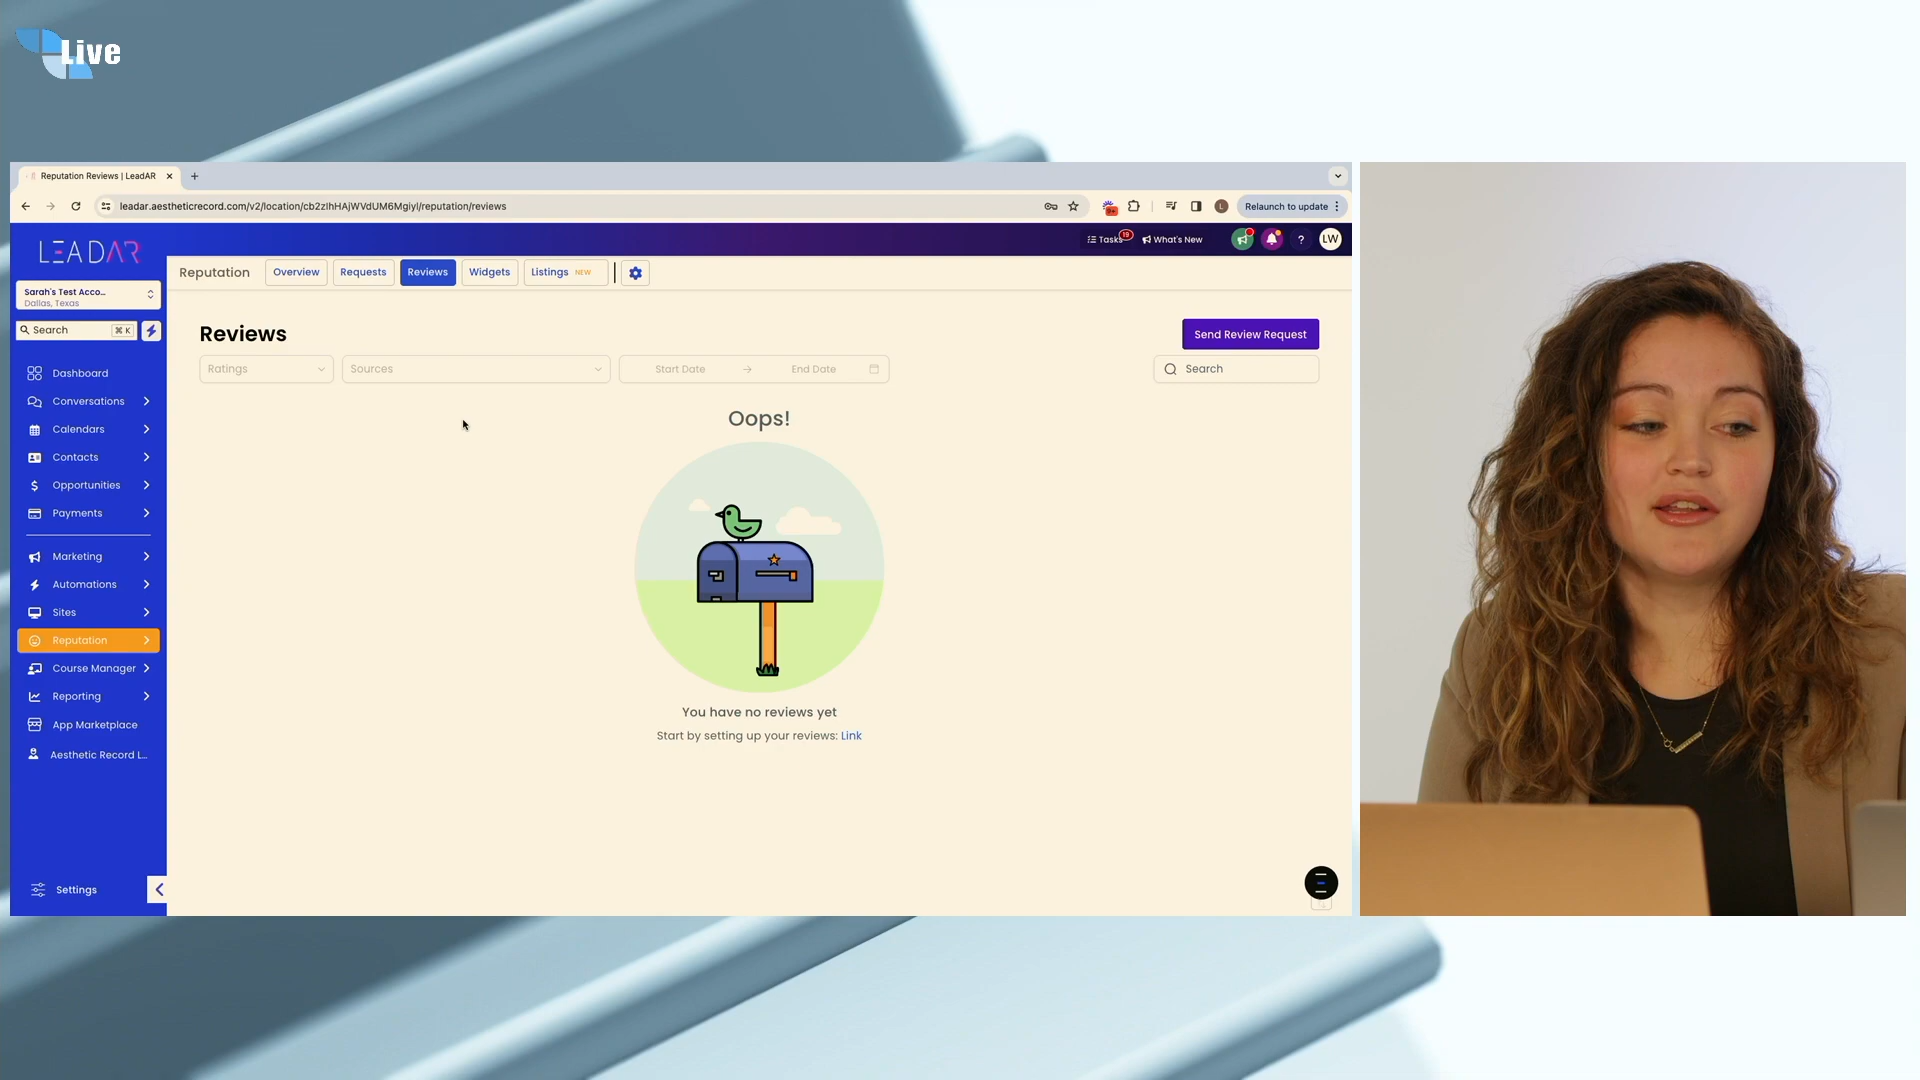 Live
Reputation Reviews | LeadAR
leadar.aestheticrecord.com/v2/location/cb2zlhHAjWVdUM6Mgiyl/reputation/reviews
9+
L
Relaunch to update
LEADAR
Tasks
19
What's New
?
LW
Sarah's Test Acco...
Dallas, Texas
Search
⌘ K
Reputation
Overview
Requests
Reviews
Widgets
Listings NEW
Reviews
Send Review Request
Ratings
Sources
Start Date
End Date
Search
Dashboard
Conversations
Calendars
Contacts
Opportunities
Payments
Marketing
Automations
Sites
Reputation
Course Manager
Reporting
App Marketplace
Aesthetic Record L...
Settings
Oops!
You have no reviews yet
Start by setting up your reviews: Link